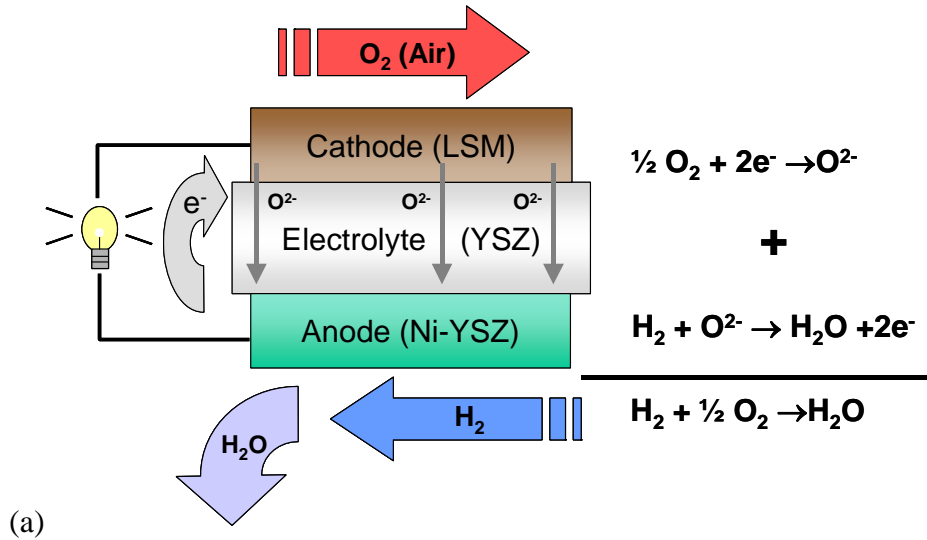 O₂ (Air)
Cathode (LSM)
½ O₂ + 2e⁻ →O²⁻
e⁻
O²⁻ O²⁻ O²⁻
Electrolyte (YSZ)
+
Anode (Ni-YSZ)
H₂ + O²⁻ → H₂O +2e⁻
H₂
H₂ + ½ O₂ →H₂O
H₂O
(a)